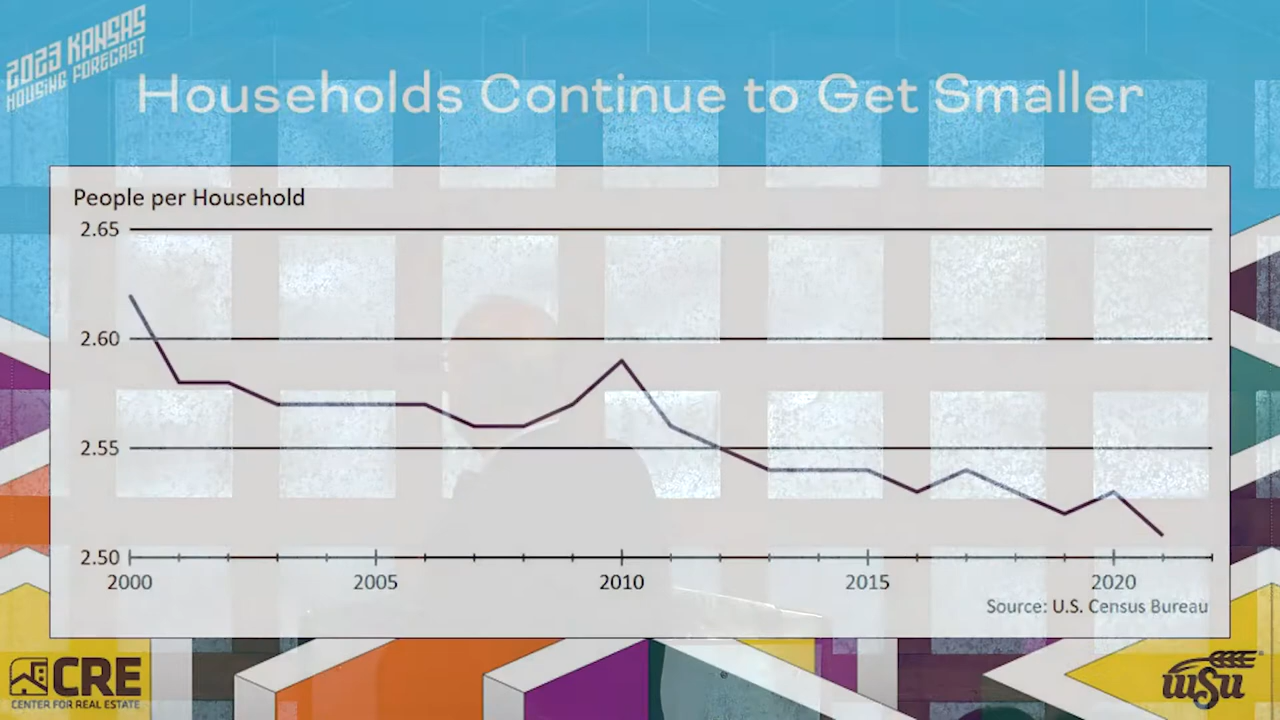 2023 KANSAS
HOUSING FORECAST
Households Continue to Get Smaller
People per Household
2.65
2.60
2.55
2.50
2000 2005 2010 2015 2020
Source: U.S. Census Bureau
CRE
CENTER FOR REAL ESTATE
WSU